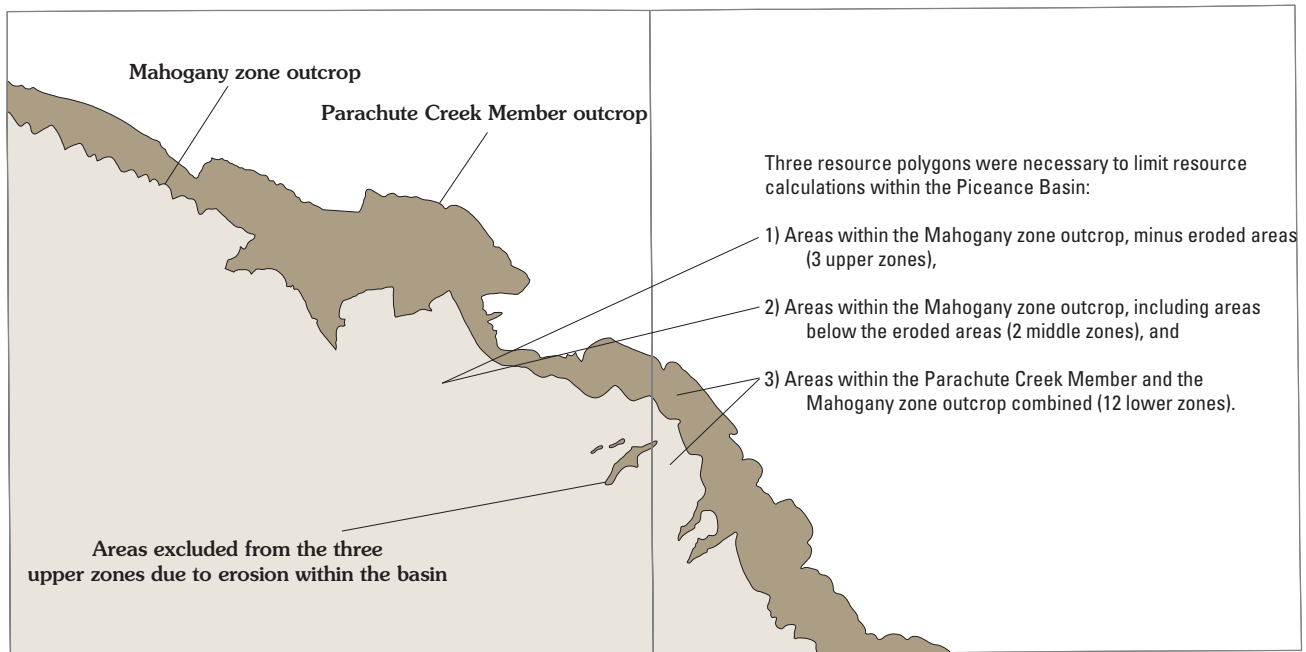 Mahogany zone outcrop
Parachute Creek Member outcrop
Three resource polygons were necessary to limit resource
calculations within the Piceance Basin:
1) Areas within the Mahogany zone outcrop, minus eroded areas
(3 upper zones),
2) Areas within the Mahogany zone outcrop, including areas
below the eroded areas (2 middle zones), and
3) Areas within the Parachute Creek Member and the
Mahogany zone outcrop combined (12 lower zones).
Areas excluded from the three
upper zones due to erosion within the basin